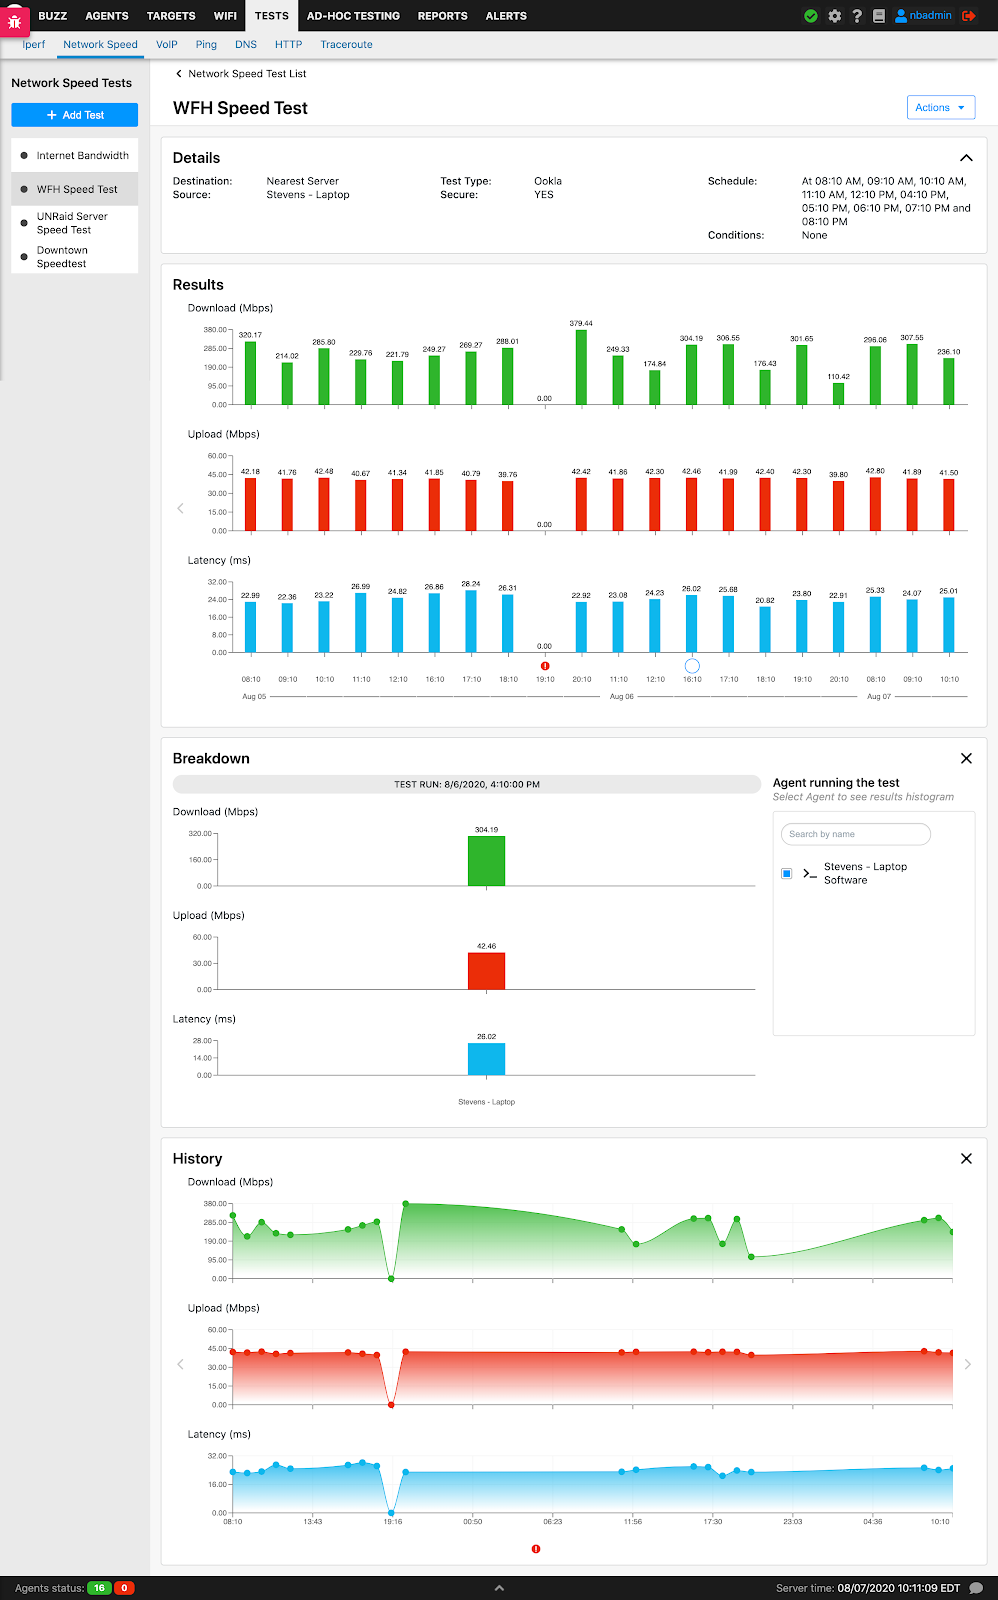 BUZZ AGENTS TARGETS WIFI TESTS AD-HOC TESTING REPORTS ALERTS nbadmin
Iperf Network Speed VoIP Ping DNS HTTP Traceroute
Network Speed Tests
+ Add Test
Internet Bandwidth
WFH Speed Test
UNRaid Server
Speed Test
Downtown
Speedtest
Network Speed Test List
WFH Speed Test
Actions
Details
Destination: Nearest Server
Source: Stevens - Laptop
Test Type: Ookla
Secure: YES
Schedule: At 08:10 AM, 09:10 AM, 10:10 AM,
11:10 AM, 12:10 PM, 04:10 PM,
05:10 PM, 06:10 PM, 07:10 PM and
08:10 PM
Conditions: None
Results
Download (Mbps)
380.00
285.00
190.00
95.00
0.00
320.17 214.02 285.80 229.76 221.79 249.27 269.27 288.01 0.00 379.44 249.33 174.84 304.19 306.55 176.43 301.65 110.42 296.06 307.55 236.10
Upload (Mbps)
60.00
45.00
30.00
15.00
0.00
42.18 41.76 42.48 40.67 41.34 41.85 40.79 39.76 0.00 42.42 41.86 42.30 42.46 41.99 42.40 42.30 39.80 42.80 41.89 41.50
Latency (ms)
32.00
24.00
16.00
8.00
0.00
22.99 22.36 23.22 26.99 24.82 26.86 28.24 26.31 0.00 22.92 23.08 24.23 26.02 25.68 20.82 23.80 22.91 25.33 24.07 25.01
08:10 09:10 10:10 11:10 12:10 16:10 17:10 18:10 19:10 20:10 11:10 12:10 16:10 17:10 18:10 19:10 20:10 08:10 09:10 10:10
Aug 05 Aug 06 Aug 07
Breakdown
TEST RUN: 8/6/2020, 4:10:00 PM
Download (Mbps)
320.00
160.00
0.00
304.19
Upload (Mbps)
60.00
30.00
0.00
42.46
Latency (ms)
28.00
14.00
0.00
26.02
Stevens - Laptop
Agent running the test
Select Agent to see results histogram
Search by name
Stevens - Laptop
Software
History
Download (Mbps)
380.00
285.00
190.00
95.00
0.00
Upload (Mbps)
60.00
45.00
30.00
15.00
0.00
Latency (ms)
32.00
16.00
0.00
08:10 13:43 19:16 00:50 06:23 11:56 17:30 23:03 04:36 10:10
Agents status: 16 0
Server time: 08/07/2020 10:11:09 EDT